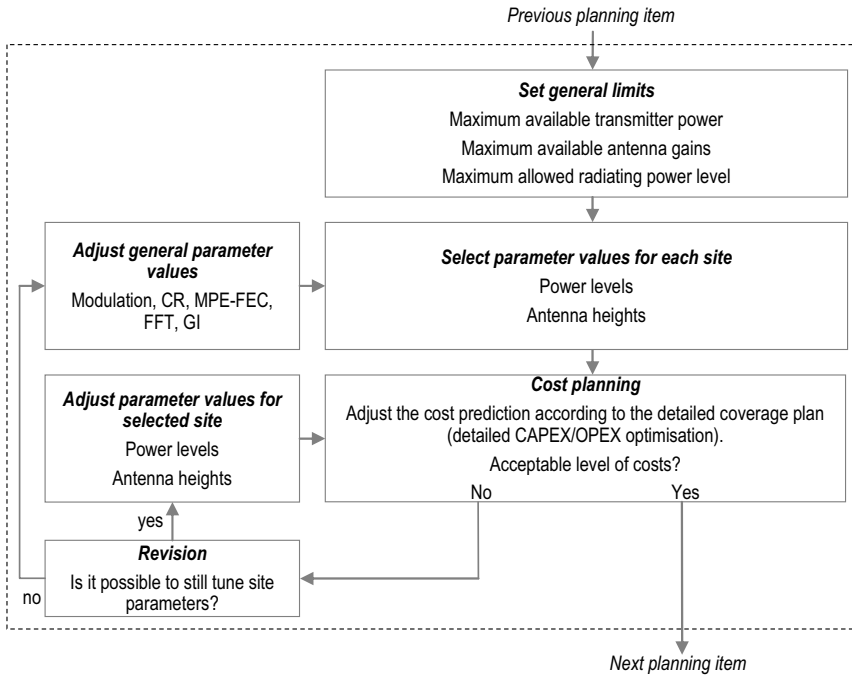 Previous planning item
Set general limits
Maximum available transmitter power
Maximum available antenna gains
Maximum allowed radiating power level
Adjust general parameter
values
Modulation, CR, MPE-FEC,
FFT, GI
Select parameter values for each site
Power levels
Antenna heights
Adjust parameter values for
selected site
Power levels
Antenna heights
Cost planning
Adjust the cost prediction according to the detailed coverage plan
(detailed CAPEX/OPEX optimisation).
Acceptable level of costs?
No
Yes
yes
Revision
Is it possible to still tune site
parameters?
no
Next planning item